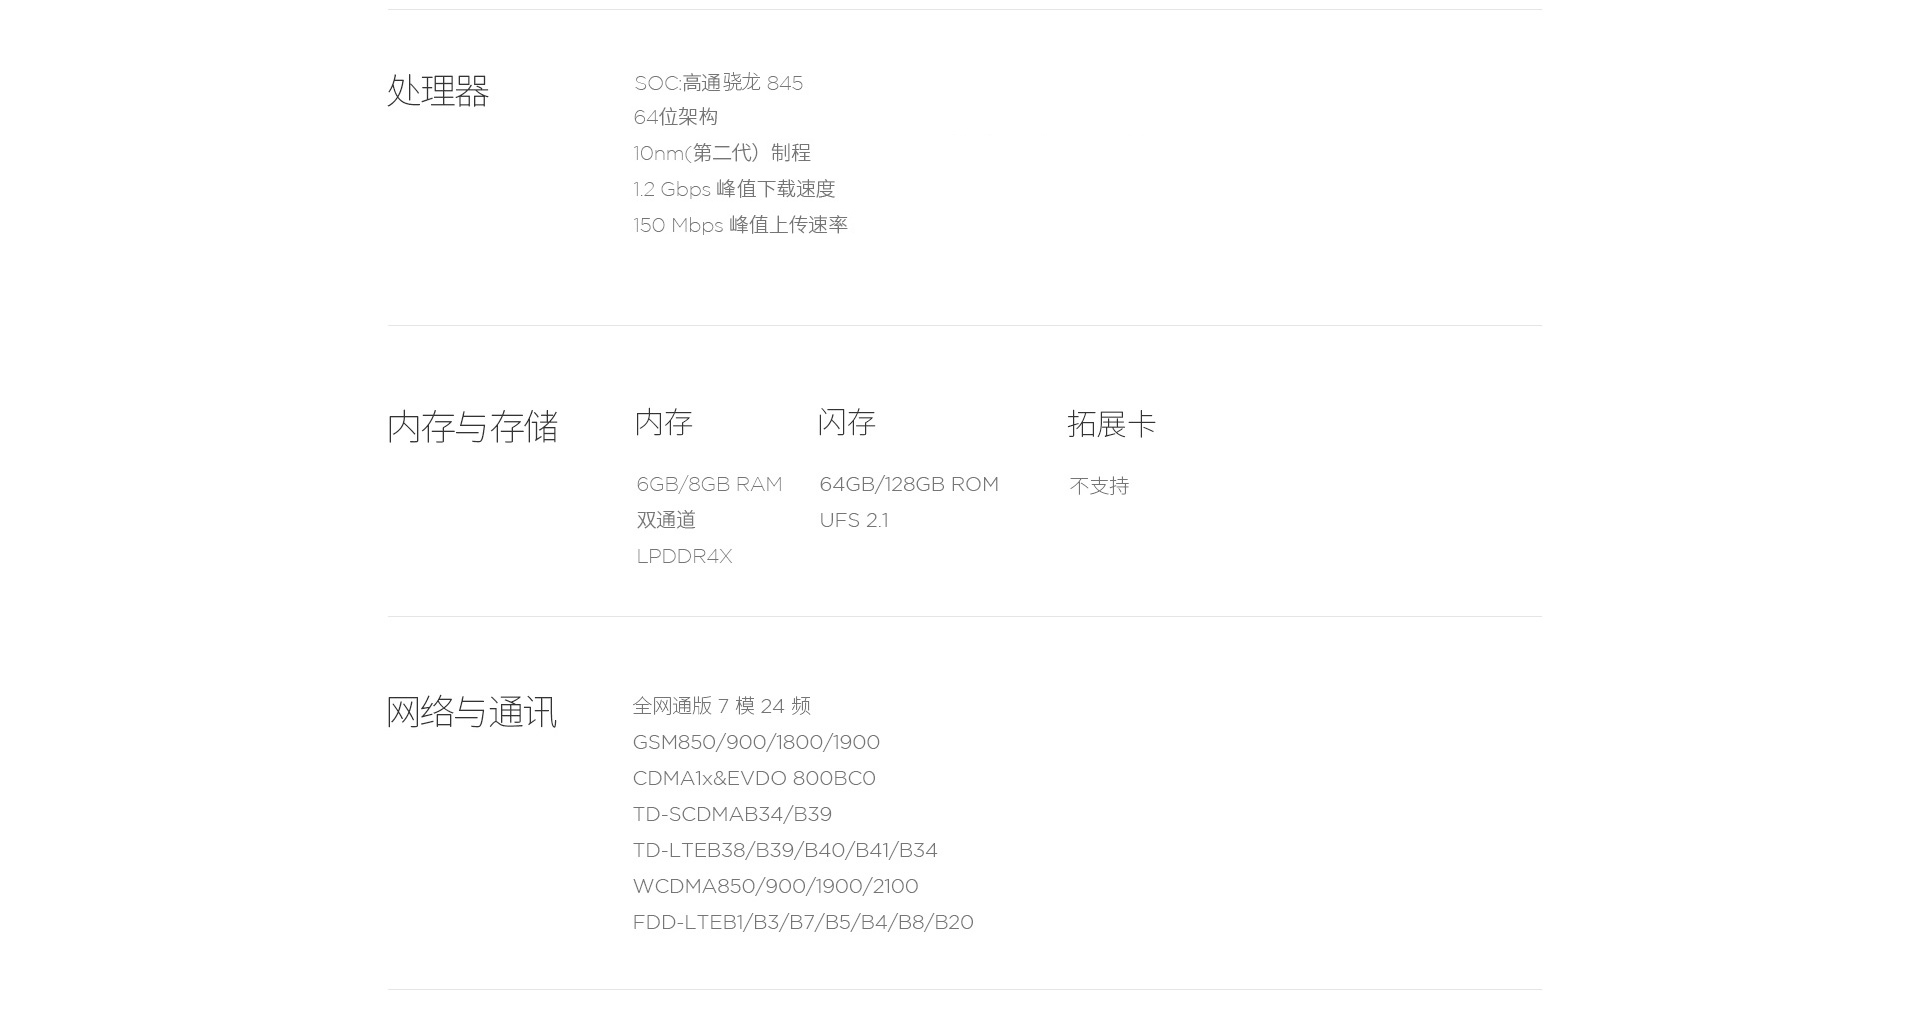 处理器
SOC:高通骁龙 845
64位架构
10nm(第二代）制程
1.2 Gbps 峰值下载速度
150 Mbps 峰值上传速率
内存与存储
内存
6GB/8GB RAM
双通道
LPDDR4X
闪存
64GB/128GB ROM
UFS 2.1
拓展卡
不支持
网络与通讯
全网通版 7 模 24 频
GSM850/900/1800/1900
CDMA1x&EVDO 800BC0
TD-SCDMAB34/B39
TD-LTEB38/B39/B40/B41/B34
WCDMA850/900/1900/2100
FDD-LTEB1/B3/B7/B5/B4/B8/B20